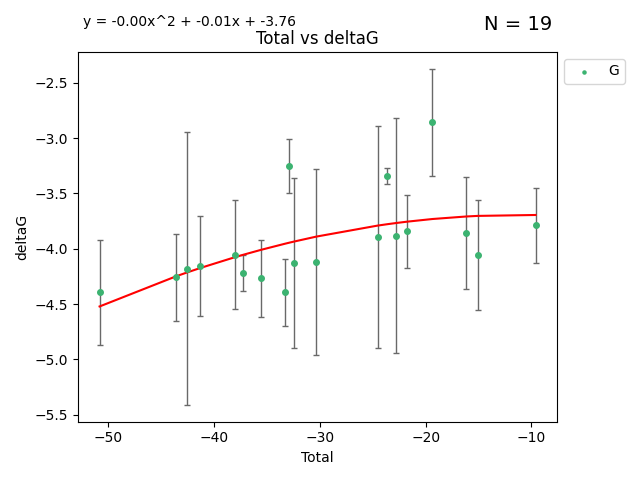 y = -0.00x^2 + -0.01x + -3.76
N = 19
Total vs deltaG
G
−2.5
−3.0
−3.5
−4.0
−4.5
−5.0
−5.5
deltaG
−50
−40
−30
−20
−10
Total